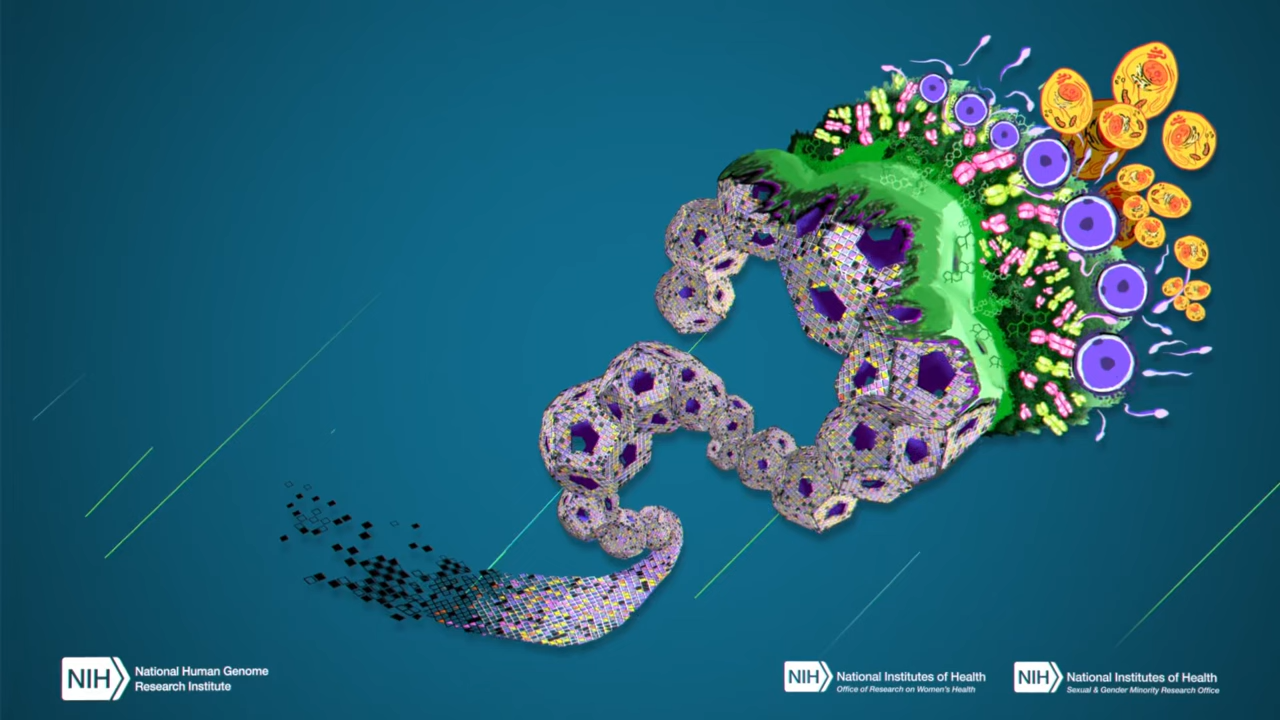 NIH
National Human Genome
Research Institute
NIH
National Institutes of Health
Office of Research on Women's Health
NIH
National Institutes of Health
Sexual & Gender Minority Research Office